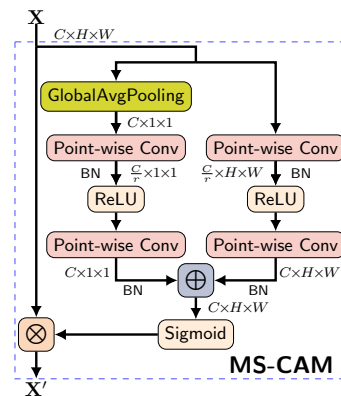 X
C×H×W
GlobalAvgPooling
C×1×1
Point-wise Conv
Point-wise Conv
BN
C/r×1×1
C/r×H×W
BN
ReLU
ReLU
Point-wise Conv
Point-wise Conv
C×1×1
C×H×W
⊕
BN
BN
C×H×W
⊗
Sigmoid
MS-CAM
X′